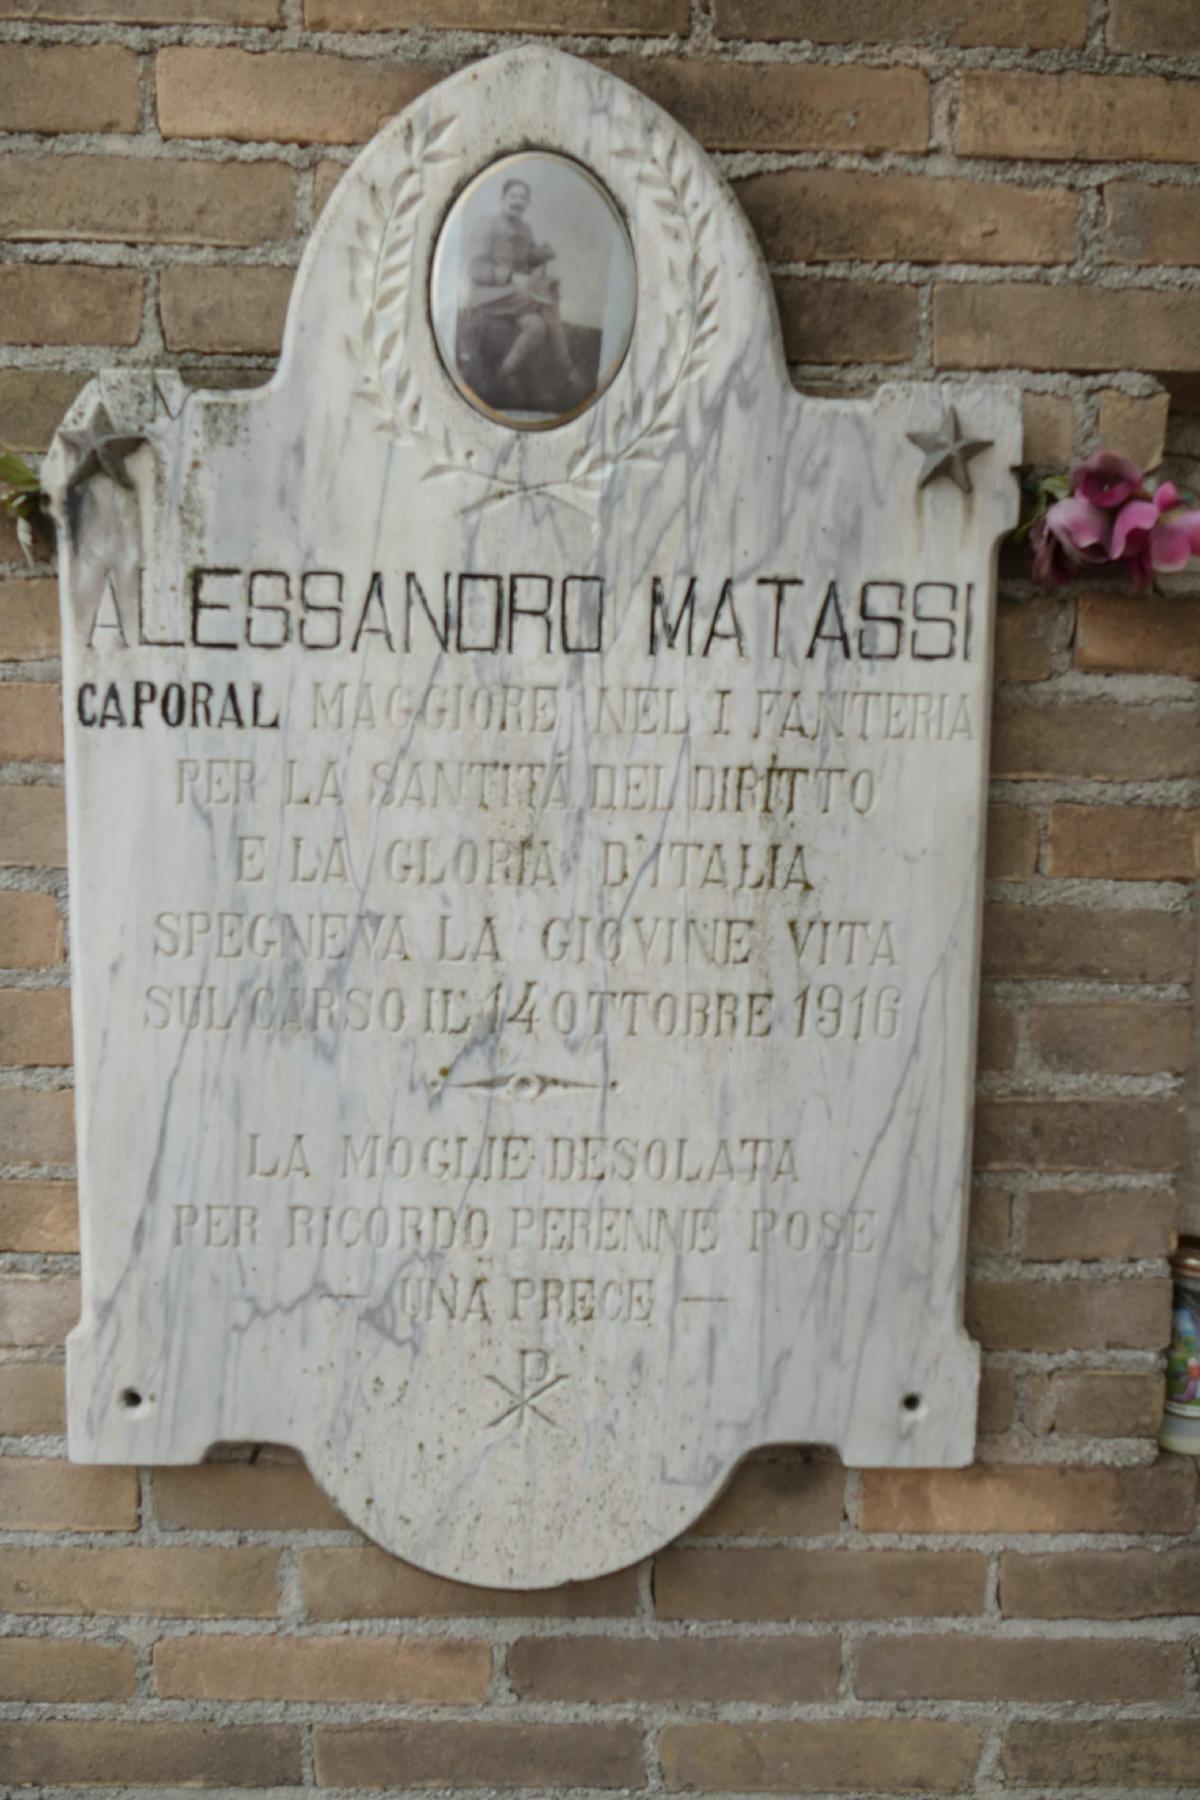 ALESSANDRO MATASSI
CAPORAL MAGGIORE NEL I FANTERIA
PER LA SANTITÀ DEL DIRITTO
E LA GLORIA D'ITALIA
SPEGNEVA LA GIOVINE VITA
SUL CARSO IL 14 OTTOBRE 1916
LA MOGLIE DESOLATA
PER RICORDO PERENNE POSE
— UNA PRECE —